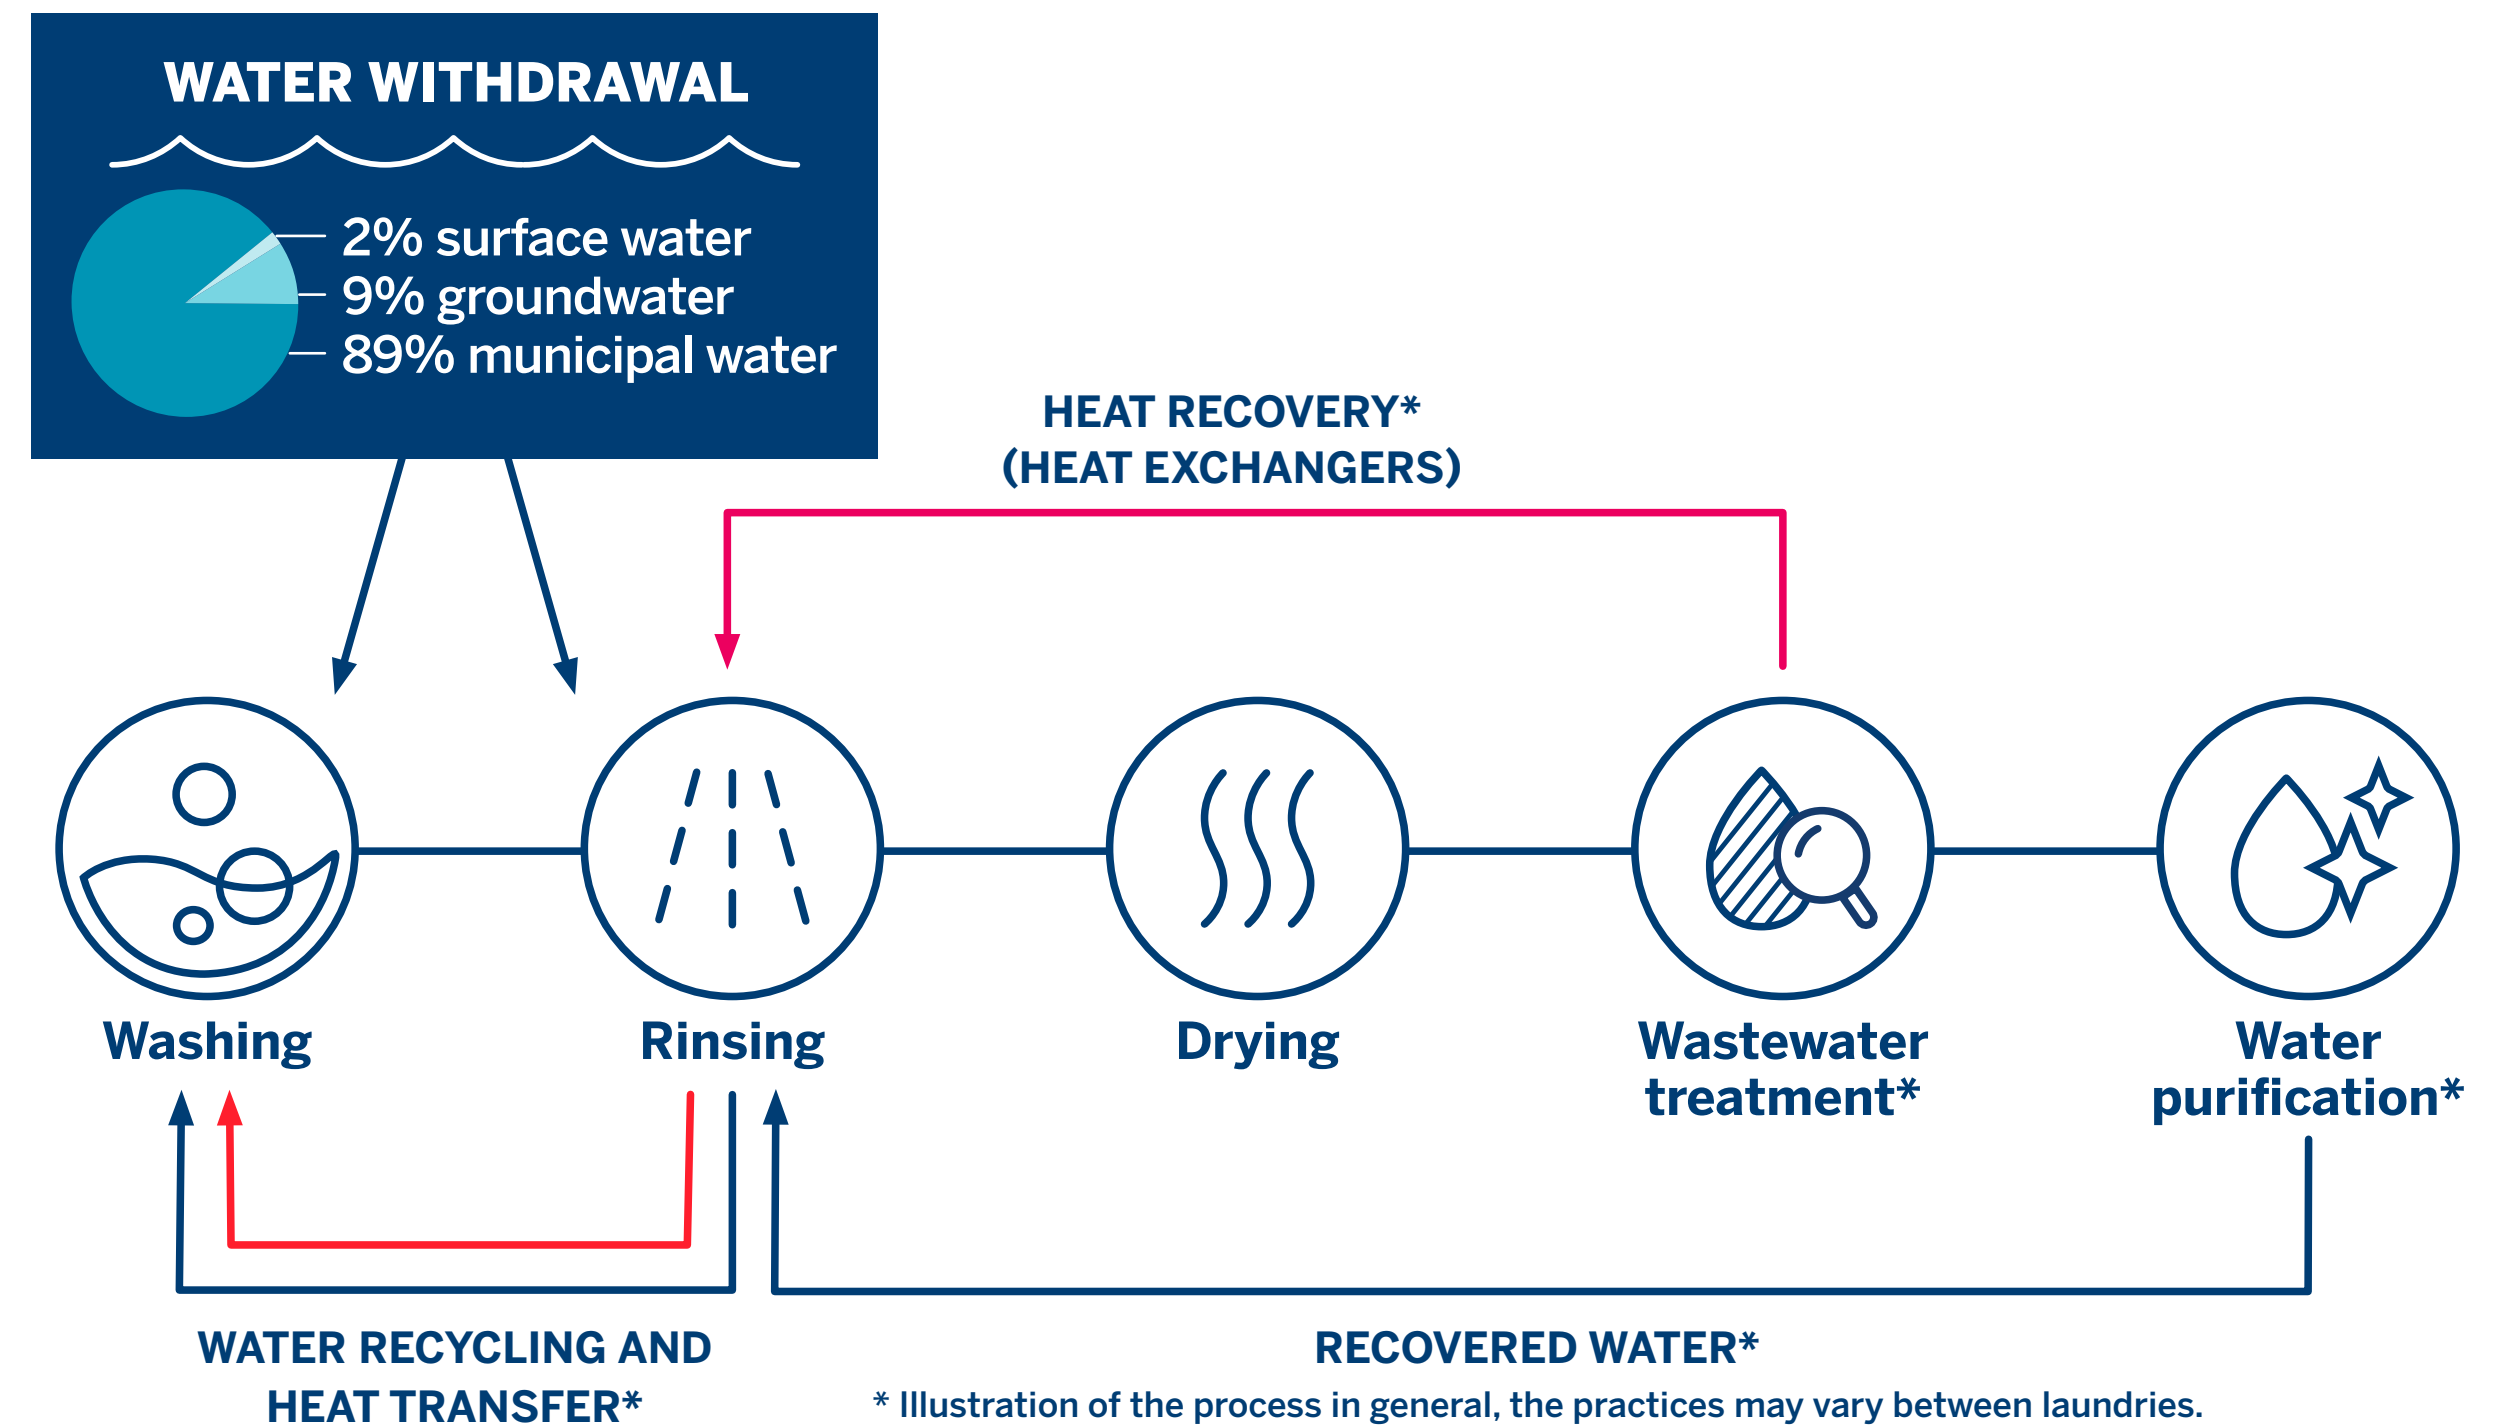 WATER WITHDRAWAL
2% surface water
9% groundwater
89% municipal water
HEAT RECOVERY*
(HEAT EXCHANGERS)
Washing
Rinsing
Drying
Wastewater
treatment*
Water
purification*
WATER RECYCLING AND
HEAT TRANSFER*
RECOVERED WATER*
* Illustration of the process in general, the practices may vary between laundries.